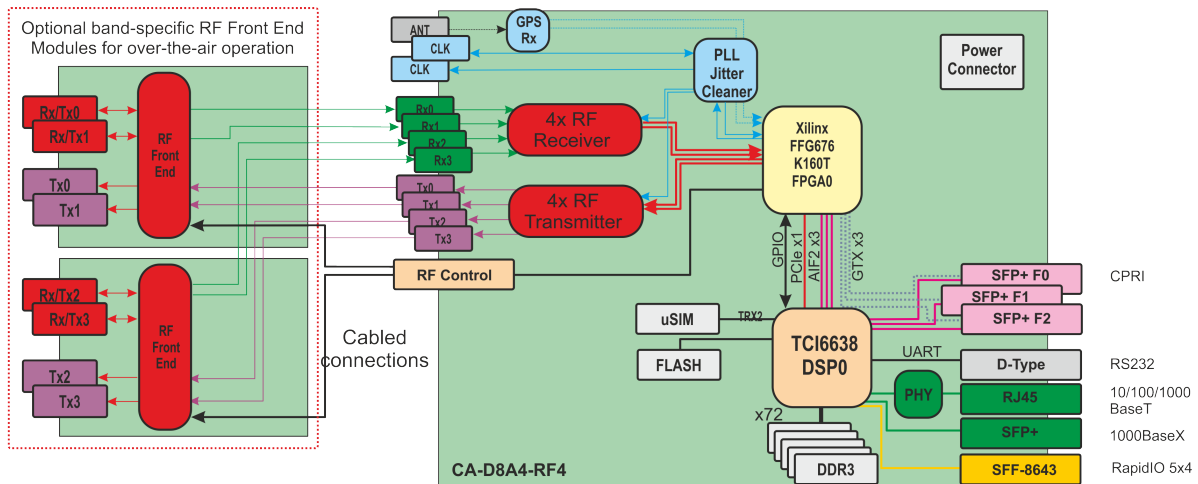 Optional band-specific RF Front End
Modules for over-the-air operation
Rx/Tx0
Rx/Tx1
Tx0
Tx1
RF
Front
End
Rx/Tx2
Rx/Tx3
Tx2
Tx3
RF
Front
End
Cabled
connections
ANT
CLK
CLK
GPS
Rx
PLL
Jitter
Cleaner
Power
Connector
Rx0
Rx1
Rx2
Rx3
4x RF
Receiver
Tx0
Tx1
Tx2
Tx3
4x RF
Transmitter
RF Control
Xilinx
FFG676
K160T
FPGA0
GPIO
PCIe x1
AIF2 x3
GTX x3
uSIM
TRX2
FLASH
TCI6638
DSP0
x72
DDR3
UART
PHY
SFP+ F0
CPRI
SFP+ F1
SFP+ F2
D-Type
RS232
RJ45
10/100/1000
BaseT
SFP+
1000BaseX
SFF-8643
RapidIO 5x4
CA-D8A4-RF4